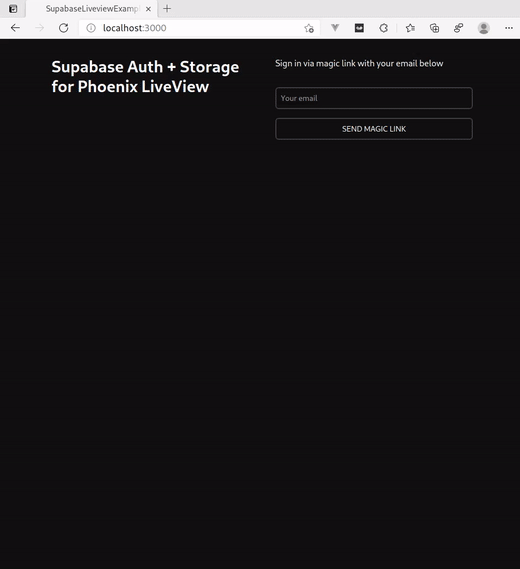 SupabaseLiveviewExamp
localhost:3000
Supabase Auth + Storage
for Phoenix LiveView
Sign in via magic link with your email below
Your email
SEND MAGIC LINK